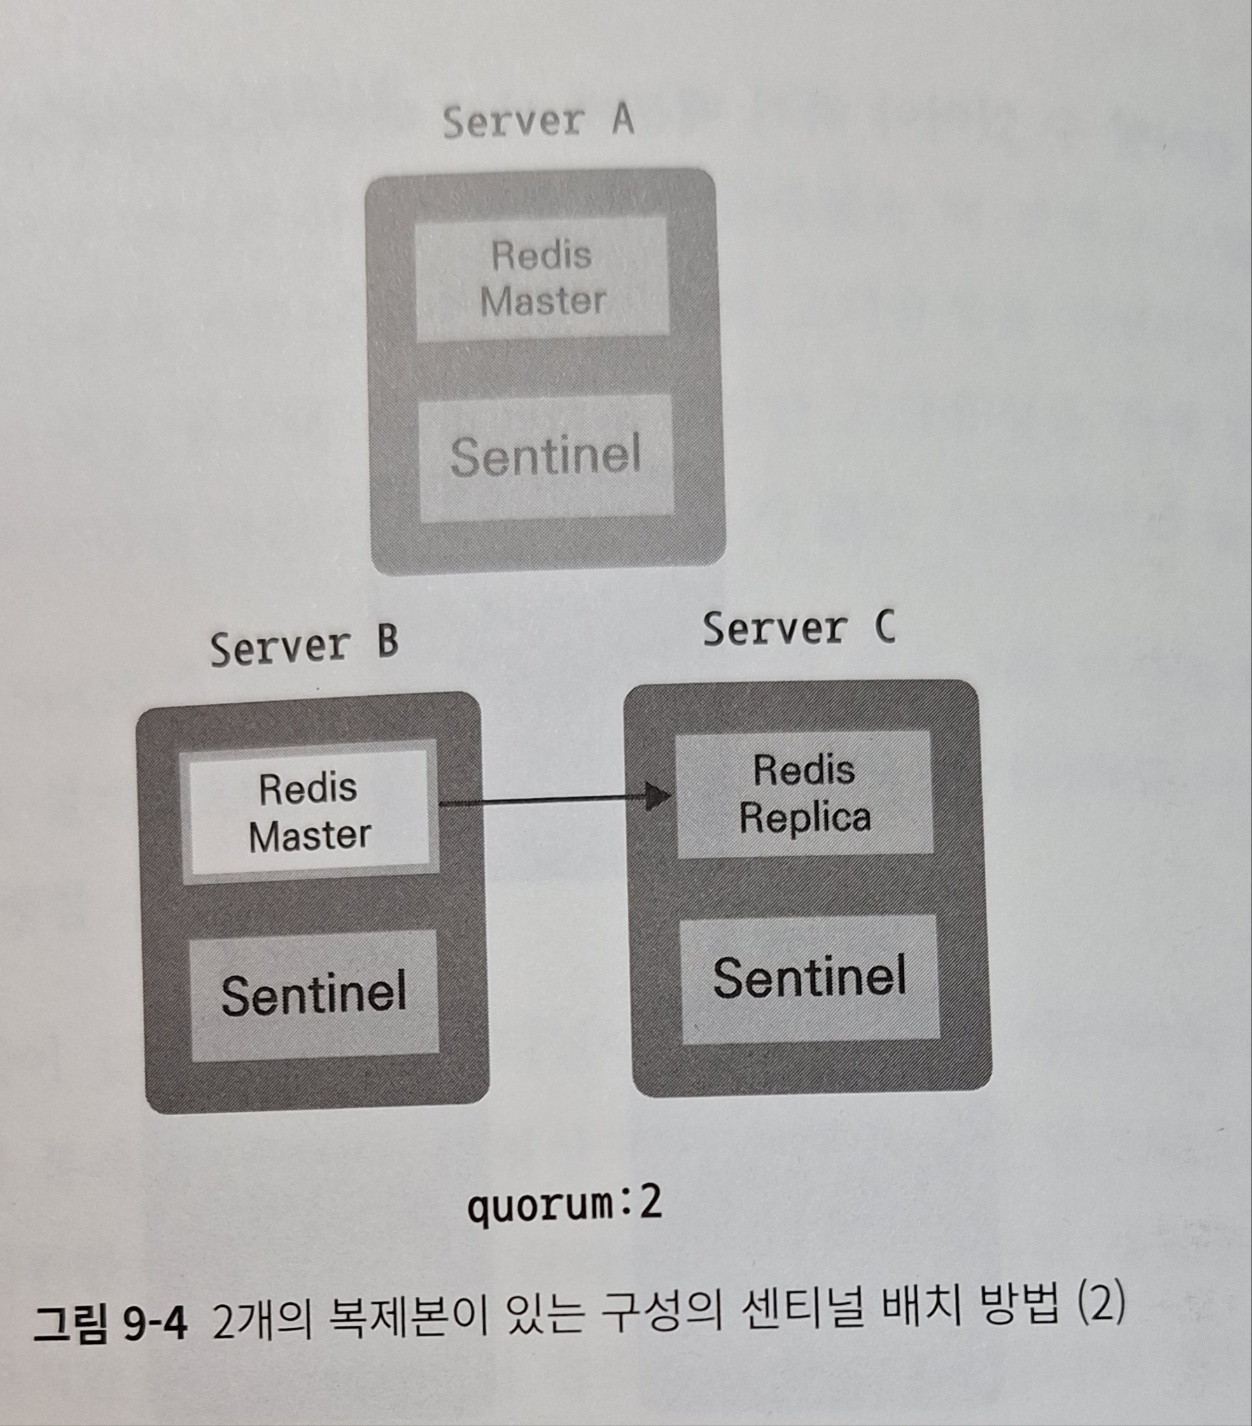 Server A
Redis
Master
Sentinel
Server B
Redis
Master
Sentinel
Server C
Redis
Replica
Sentinel
quorum:2
그림 9-4 2개의 복제본이 있는 구성의 센티널 배치 방법 (2)